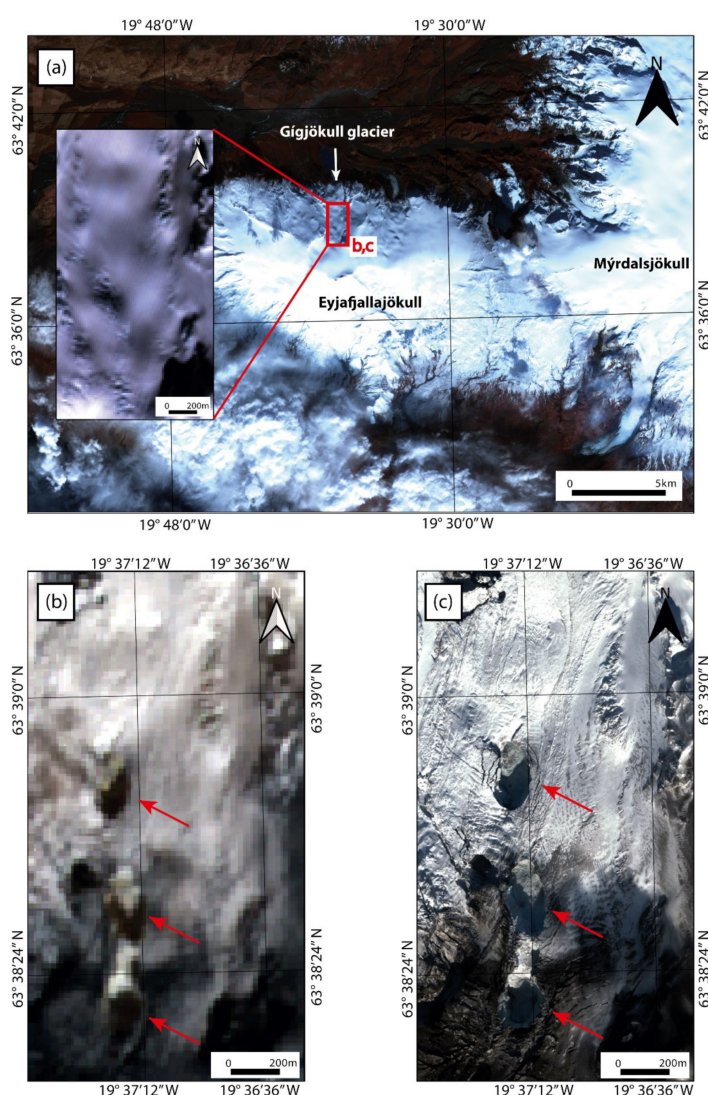 19° 48′0″W 19° 30′0″W
(a)
N
63° 42′0″ N
63° 42′0″ N
Gígjökull glacier
N
b,c
Mýrdalsjökull
Eyjafjallajökull
63° 36′0″ N
63° 36′0″ N
0 200m
0 5km
19° 48′0″W 19° 30′0″W
19° 37′12″W 19° 36′36″W
(b)
N
63° 39′0″ N
63° 39′0″ N
63° 38′24″ N
63° 38′24″ N
0 200m
19° 37′12″W 19° 36′36″W
19° 37′12″W 19° 36′36″W
(c)
N
63° 39′0″ N
63° 39′0″ N
63° 38′24″ N
63° 38′24″ N
0 200m
19° 37′12″W 19° 36′36″W